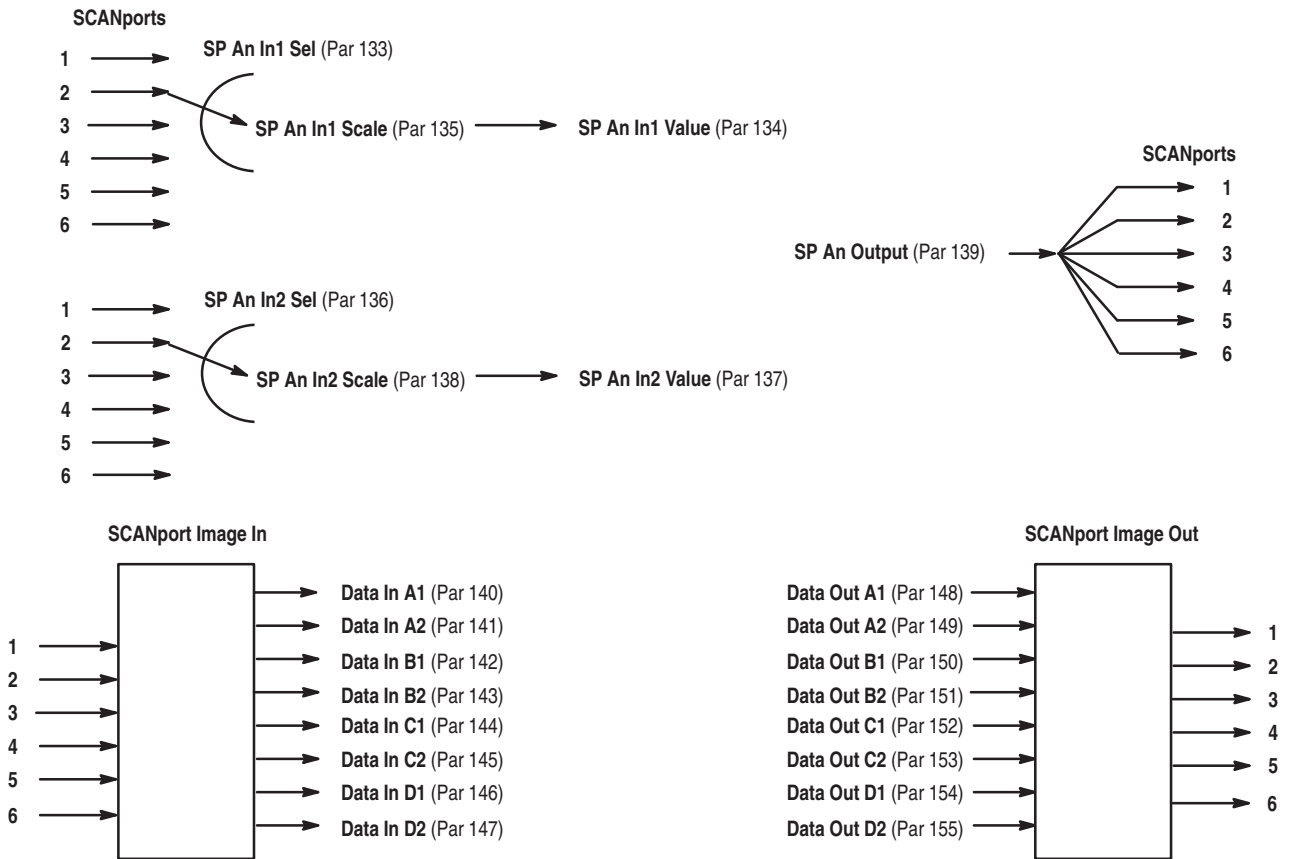 SCANports
SP An In1 Sel (Par 133)
1
2
3
4
5
6
SP An In1 Scale (Par 135)
SP An In1 Value (Par 134)
SCANports
1
2
3
4
5
6
SP An Output (Par 139)
SP An In2 Sel (Par 136)
1
2
3
4
5
6
SP An In2 Scale (Par 138)
SP An In2 Value (Par 137)
SCANport Image In
1
2
3
4
5
6
Data In A1 (Par 140)
Data In A2 (Par 141)
Data In B1 (Par 142)
Data In B2 (Par 143)
Data In C1 (Par 144)
Data In C2 (Par 145)
Data In D1 (Par 146)
Data In D2 (Par 147)
SCANport Image Out
Data Out A1 (Par 148)
Data Out A2 (Par 149)
Data Out B1 (Par 150)
Data Out B2 (Par 151)
Data Out C1 (Par 152)
Data Out C2 (Par 153)
Data Out D1 (Par 154)
Data Out D2 (Par 155)
1
2
3
4
5
6